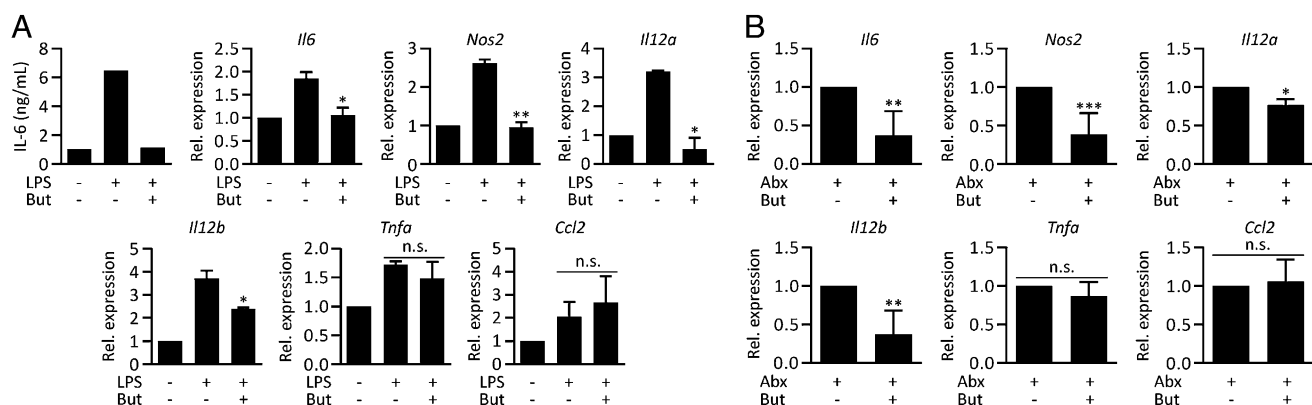 A
B
Il6
Nos2
Il12a
Il6
Nos2
Il12a
IL-6 (ng/mL)
8
6
4
2
0
Rel. expression
2.5
2.0
1.5
1.0
0.5
0.0
Rel. expression
3
2
1
0
Rel. expression
4
3
2
1
0
Rel. expression
1.5
1.0
0.5
0.0
Rel. expression
1.5
1.0
0.5
0.0
Rel. expression
1.5
1.0
0.5
0.0
*
**
*
**
***
*
LPS - + +
But - - +
LPS - + +
But - - +
LPS - + +
But - - +
LPS - + +
But - - +
Abx + +
But - +
Abx + +
But - +
Abx + +
But - +
Il12b
Tnfa
Ccl2
Il12b
Tnfa
Ccl2
Rel. expression
5
4
3
2
1
0
Rel. expression
2.0
1.5
1.0
0.5
0.0
Rel. expression
5
4
3
2
1
0
Rel. expression
1.5
1.0
0.5
0.0
Rel. expression
1.5
1.0
0.5
0.0
Rel. expression
1.5
1.0
0.5
0.0
*
n.s.
n.s.
**
n.s.
n.s.
LPS - + +
But - - +
LPS - + +
But - - +
LPS - + +
But - - +
Abx + +
But - +
Abx + +
But - +
Abx + +
But - +